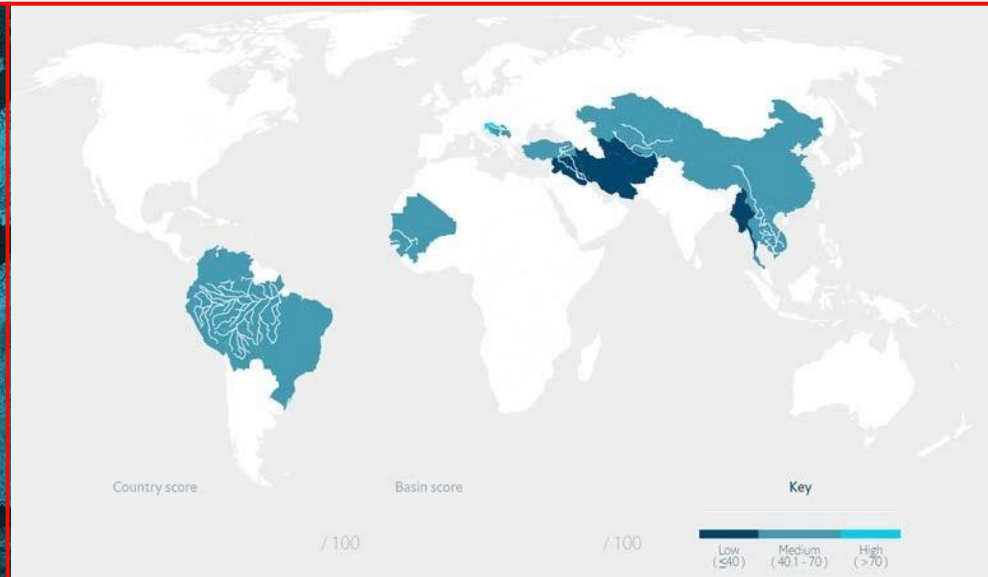 Country score
Basin score
Key
/ 100
/ 100
Low
(≤40)
Medium
(40.1 - 70)
High
(>70)